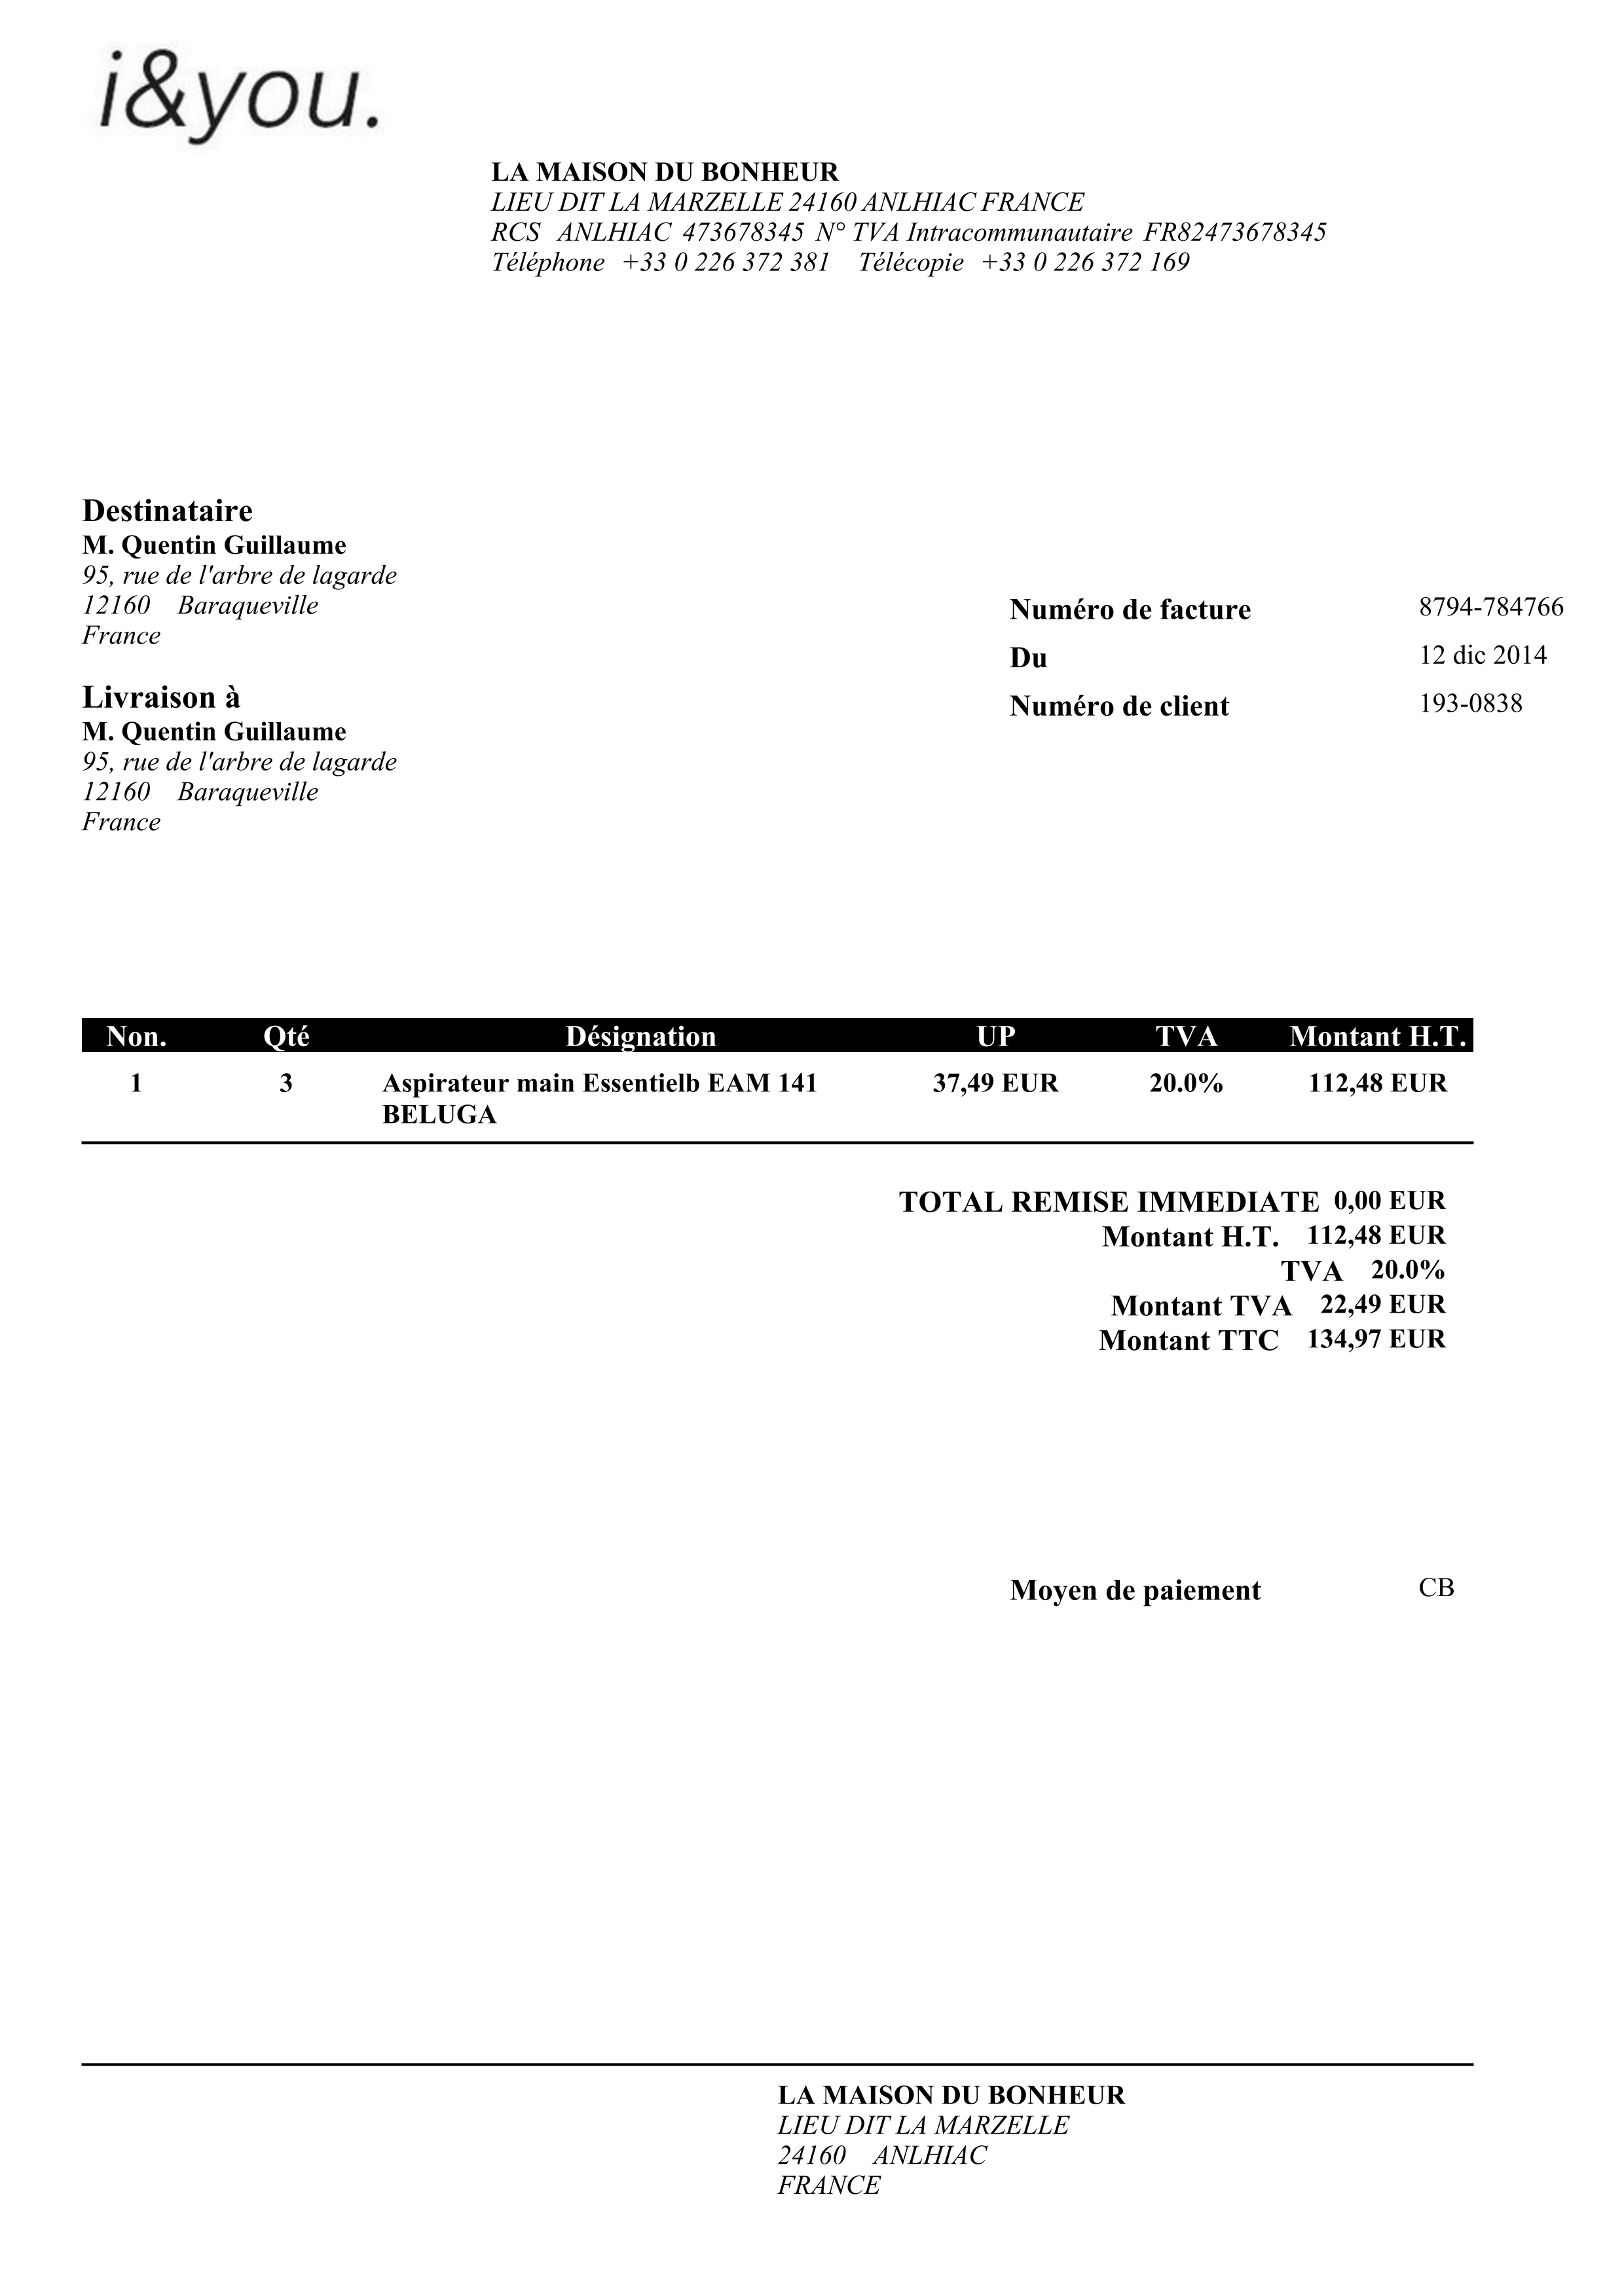 i&you.
LA MAISON DU BONHEUR
LIEU DIT LA MARZELLE 24160 ANLHIAC FRANCE
RCS ANLHIAC 473678345 N° TVA Intracommunautaire FR82473678345
Téléphone +33 0 226 372 381 Télécopie +33 0 226 372 169
Destinataire
M. Quentin Guillaume
95, rue de l'arbre de lagarde
12160 Baraqueville
France
Numéro de facture 8794-784766
Du 12 dic 2014
Numéro de client 193-0838
Livraison à
M. Quentin Guillaume
95, rue de l'arbre de lagarde
12160 Baraqueville
France
Non. Qté Désignation UP TVA Montant H.T.
1 3 Aspirateur main Essentielb EAM 141 37,49 EUR 20.0% 112,48 EUR
BELUGA
TOTAL REMISE IMMEDIATE 0,00 EUR
Montant H.T. 112,48 EUR
TVA 20.0%
Montant TVA 22,49 EUR
Montant TTC 134,97 EUR
Moyen de paiement CB
LA MAISON DU BONHEUR
LIEU DIT LA MARZELLE
24160 ANLHIAC
FRANCE